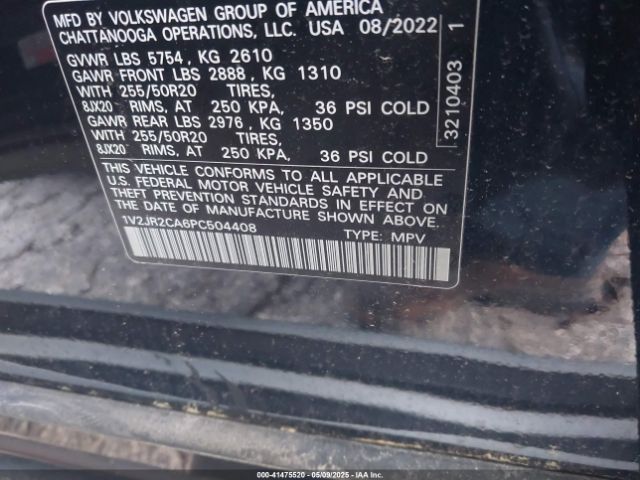 MFD BY VOLKSWAGEN GROUP OF AMERICA
CHATTANOOGA OPERATIONS, LLC. USA 08/2022
GVWR LBS 5754 , KG 2610
GAWR FRONT LBS 2888 , KG 1310
WITH 255/50R20 TIRES,
8JX20 RIMS, AT 250 KPA, 36 PSI COLD
GAWR REAR LBS 2976 , KG 1350
WITH 255/50R20 TIRES,
8JX20 RIMS, AT 250 KPA, 36 PSI COLD
THIS VEHICLE CONFORMS TO ALL APPLICABLE
U.S. FEDERAL MOTOR VEHICLE SAFETY AND
THEFT PREVENTION STANDARDS IN EFFECT ON THE
DATE OF MANUFACTURE SHOWN ABOVE.
1V2JR2CA6PC504408 TYPE: MPV
3210403 1
000-41475520 - 05/09/2025 - IAAI.COM